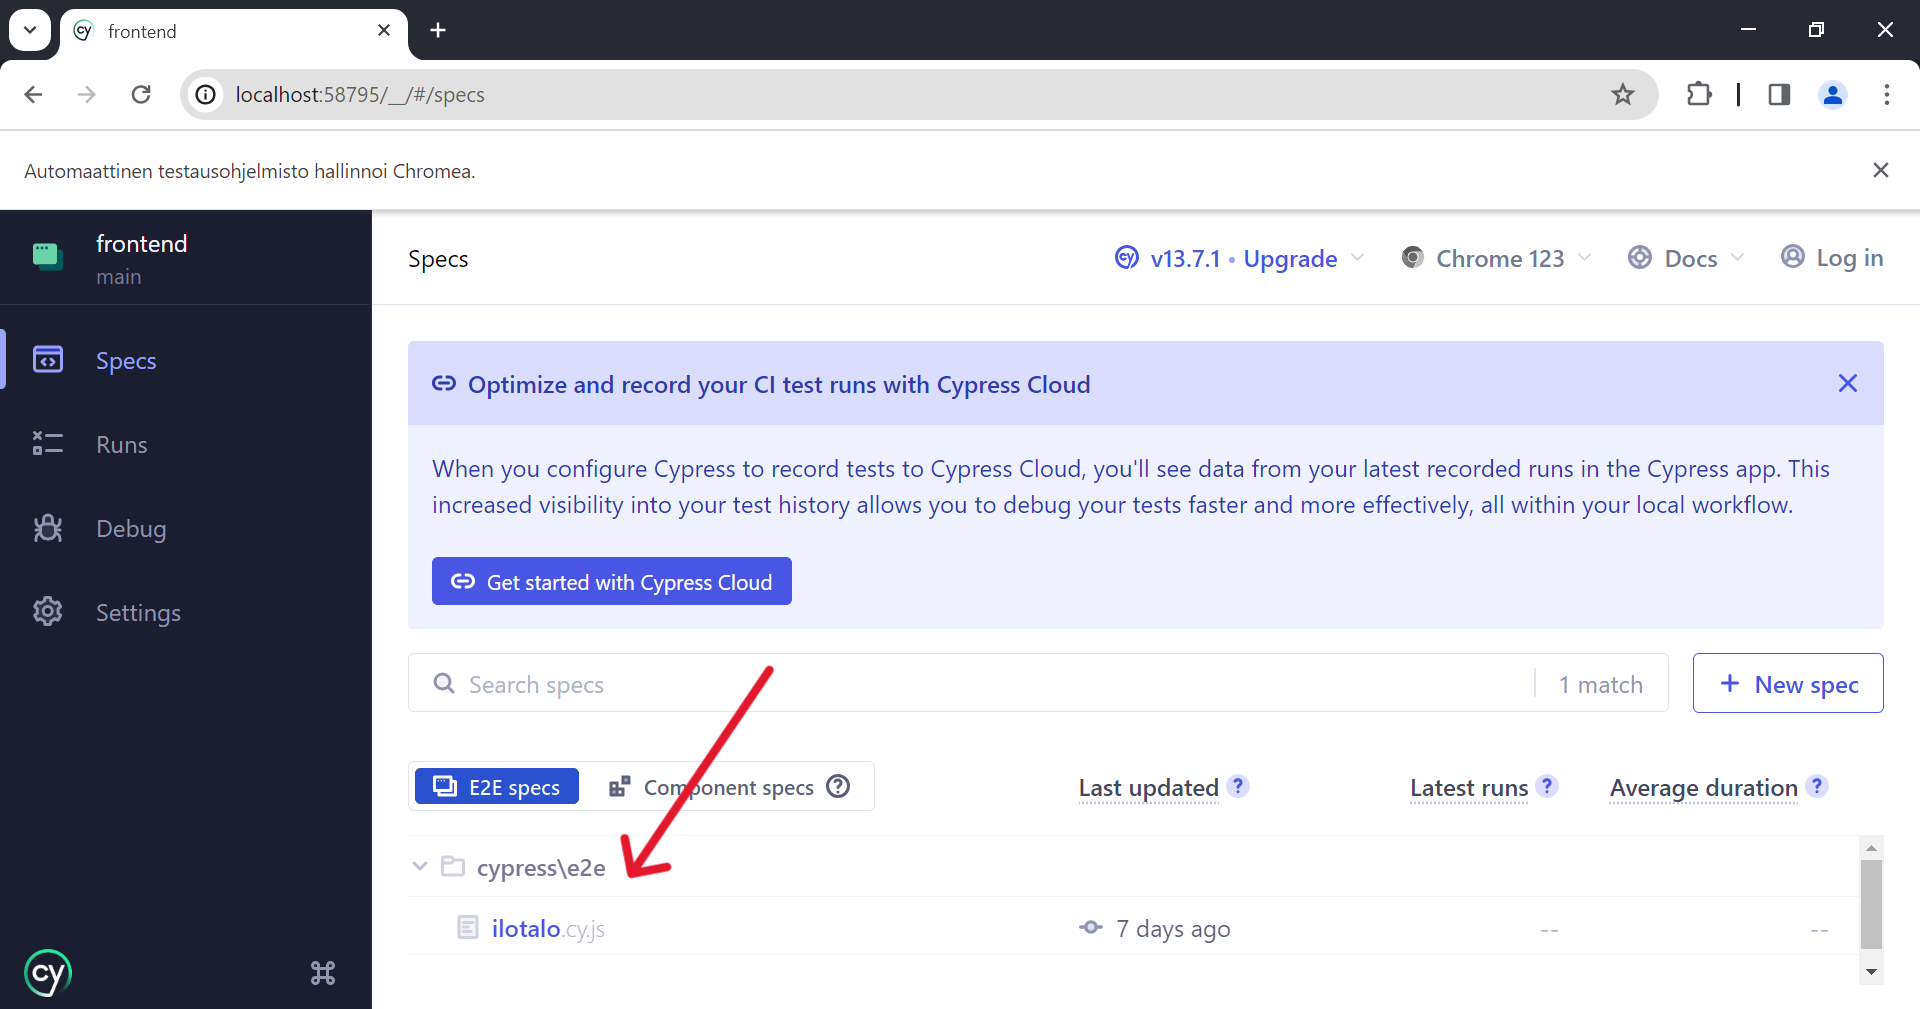 frontend
localhost:58795/__/#/specs
Automaattinen testausohjelmisto hallinnoi Chromea.
frontend
main
Specs
v13.7.1 • Upgrade
Chrome 123
Docs
Log in
Specs
Runs
Debug
Settings
cy
Optimize and record your CI test runs with Cypress Cloud
When you configure Cypress to record tests to Cypress Cloud, you'll see data from your latest recorded runs in the Cypress app. This
increased visibility into your test history allows you to debug your tests faster and more effectively, all within your local workflow.
Get started with Cypress Cloud
Search specs
1 match
+ New spec
E2E specs
Component specs ?
Last updated ?
Latest runs ?
Average duration ?
cypress\e2e
ilotalo.cy.js
7 days ago
--
--